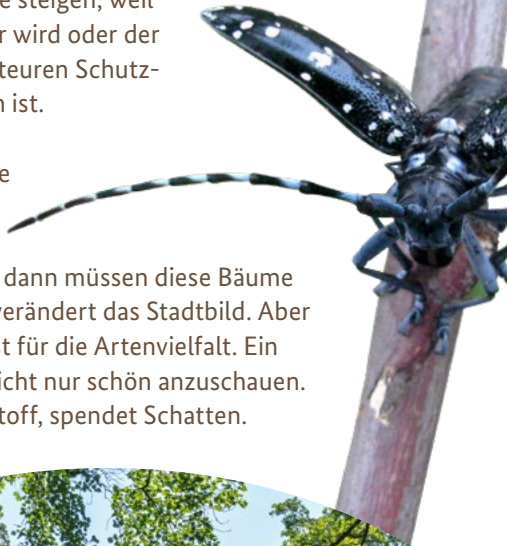 e steigen, weil
r wird oder der
teuren Schutz-
n ist.
e
dann müssen diese Bäume
verändert das Stadtbild. Aber
t für die Artenvielfalt. Ein
icht nur schön anzuschauen.
toff, spendet Schatten.